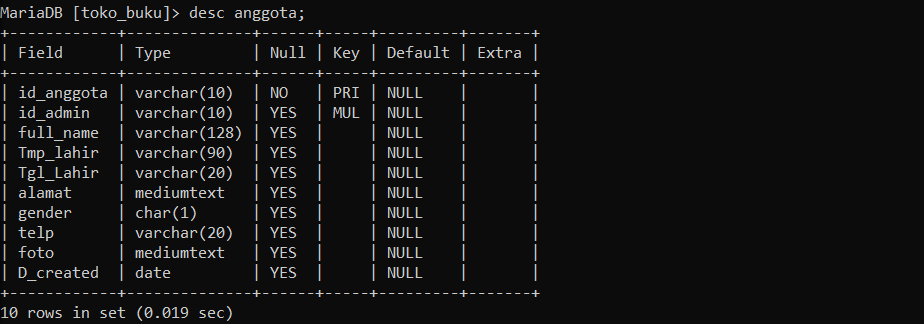 MariaDB [toko_buku]> desc anggota;
+------------+--------------+------+-----+---------+-------+
| Field      | Type         | Null | Key | Default | Extra |
+------------+--------------+------+-----+---------+-------+
| id_anggota | varchar(10)  | NO   | PRI | NULL    |       |
| id_admin   | varchar(10)  | YES  | MUL | NULL    |       |
| full_name  | varchar(128) | YES  |     | NULL    |       |
| Tmp_lahir  | varchar(90)  | YES  |     | NULL    |       |
| Tgl_Lahir  | varchar(20)  | YES  |     | NULL    |       |
| alamat     | mediumtext   | YES  |     | NULL    |       |
| gender     | char(1)      | YES  |     | NULL    |       |
| telp       | varchar(20)  | YES  |     | NULL    |       |
| foto       | mediumtext   | YES  |     | NULL    |       |
| D_created  | date         | YES  |     | NULL    |       |
+------------+--------------+------+-----+---------+-------+
10 rows in set (0.019 sec)